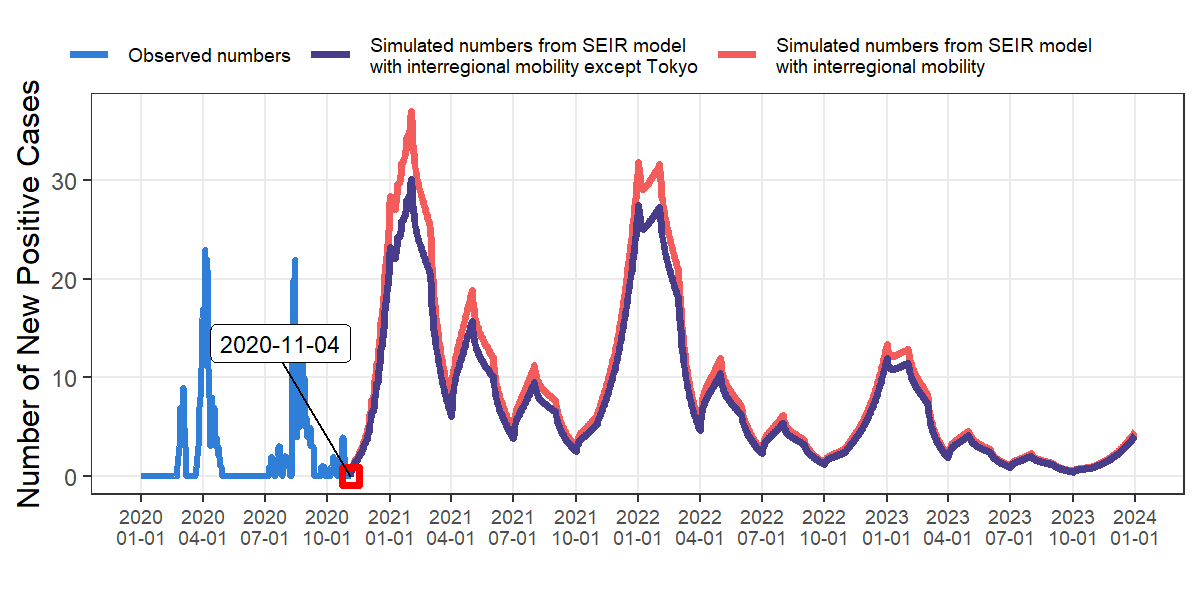 Observed numbers
Simulated numbers from SEIR model
with interregional mobility except Tokyo
Simulated numbers from SEIR model
with interregional mobility
Number of New Positive Cases
30
20
10
0
2020-11-04
2020 2020 2020 2020 2021 2021 2021 2021 2022 2022 2022 2022 2023 2023 2023 2023 2024
01-01 04-01 07-01 10-01 01-01 04-01 07-01 10-01 01-01 04-01 07-01 10-01 01-01 04-01 07-01 10-01 01-01